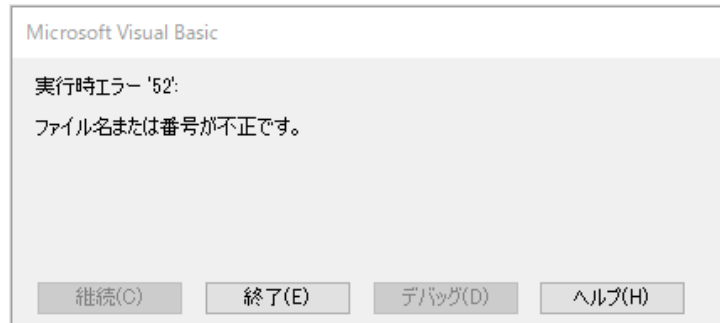 Microsoft Visual Basic
実行時エラー '52':
ファイル名または番号が不正です。
継続(C) 終了(E) デバッグ(D) ヘルプ(H)